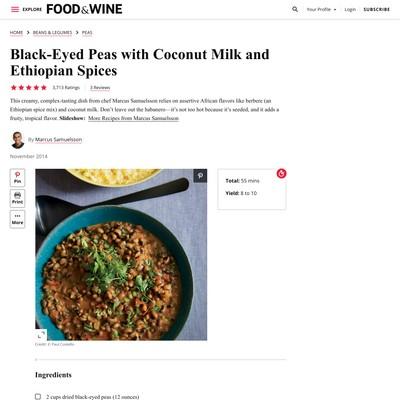 EXPLORE FOOD&WINE Your Profile Login SUBSCRIBE
HOME BEANS & LEGUMES PEAS
Black-Eyed Peas with Coconut Milk and
Ethiopian Spices
3,713 Ratings 3 Reviews
This creamy, complex-tasting dish from chef Marcus Samuelsson relies on assertive African flavors like berbere (an
Ethiopian spice mix) and coconut milk. Don't leave out the habanero—it's not too hot because it's seeded, and it adds a
fruity, tropical flavor. Slideshow: More Recipes from Marcus Samuelsson
By Marcus Samuelsson
November 2014
Pin
Print
More
Total: 55 mins
Yield: 8 to 10
Credit: © Paul Costello
Ingredients
2 cups dried black-eyed peas (12 ounces)